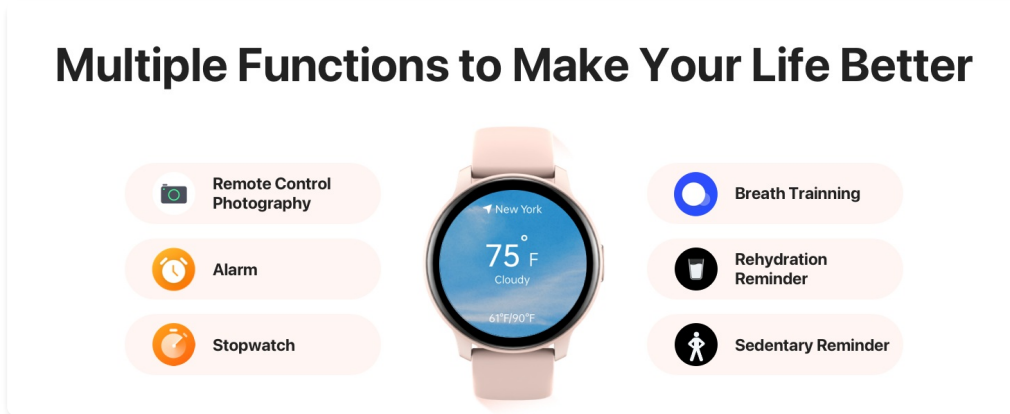 Multiple Functions to Make Your Life Better
Remote Control
Photography
Alarm
Stopwatch
New York
75° F
Cloudy
61°F/90°F
Breath Trainning
Rehydration
Reminder
Sedentary Reminder